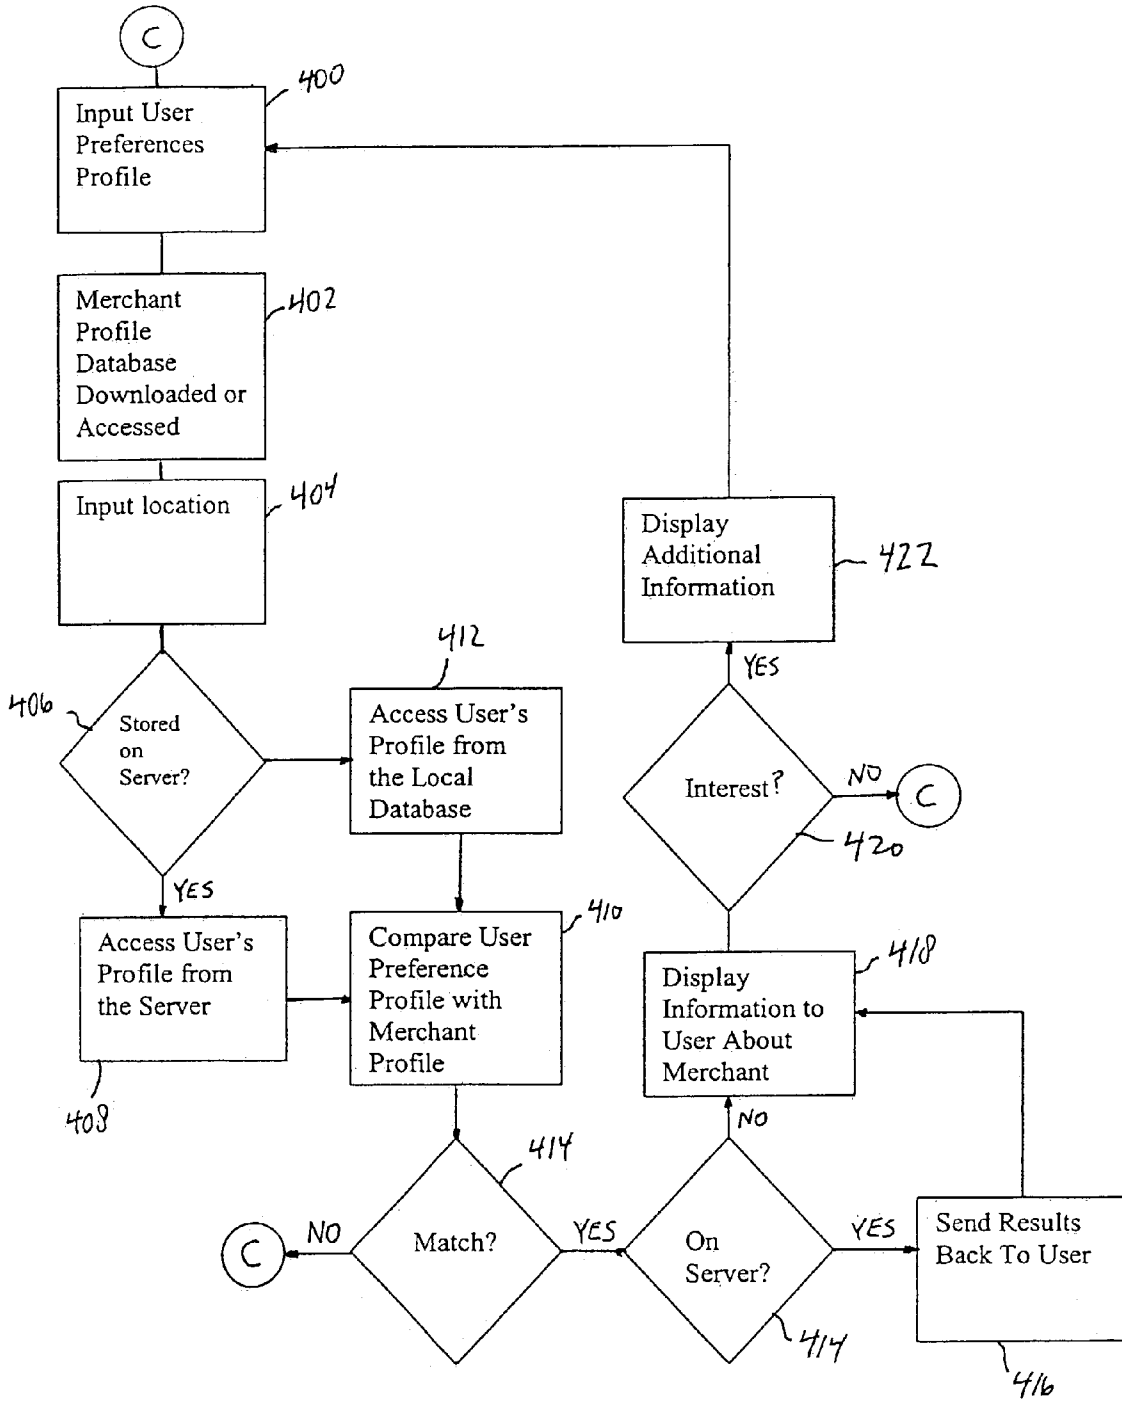 C
400
Input User
Preferences
Profile
402
Merchant
Profile
Database
Downloaded or
Accessed
404
Input location
406
Stored
on
Server?
YES
412
Access User's
Profile from
the Local
Database
Access User's
Profile from
the Server
408
410
Compare User
Preference
Profile with
Merchant
Profile
414
Match?
NO
C
YES
On
Server?
414
YES
Send Results
Back To User
416
NO
418
Display
Information to
User About
Merchant
Interest?
420
NO
C
YES
422
Display
Additional
Information